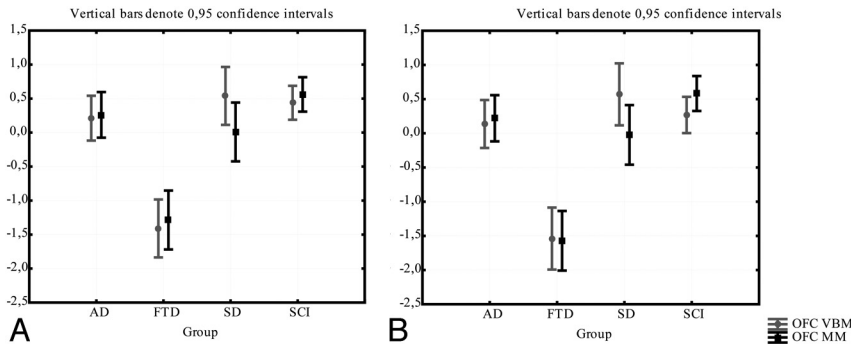 Vertical bars denote 0,95 confidence intervals
1,5
1,0
0,5
0,0
-0,5
-1,0
-1,5
-2,0
-2,5
AD FTD SD SCI
Group
A
Vertical bars denote 0,95 confidence intervals
1,5
1,0
0,5
0,0
-0,5
-1,0
-1,5
-2,0
-2,5
AD FTD SD SCI
Group
B
OFC VBM
OFC MM